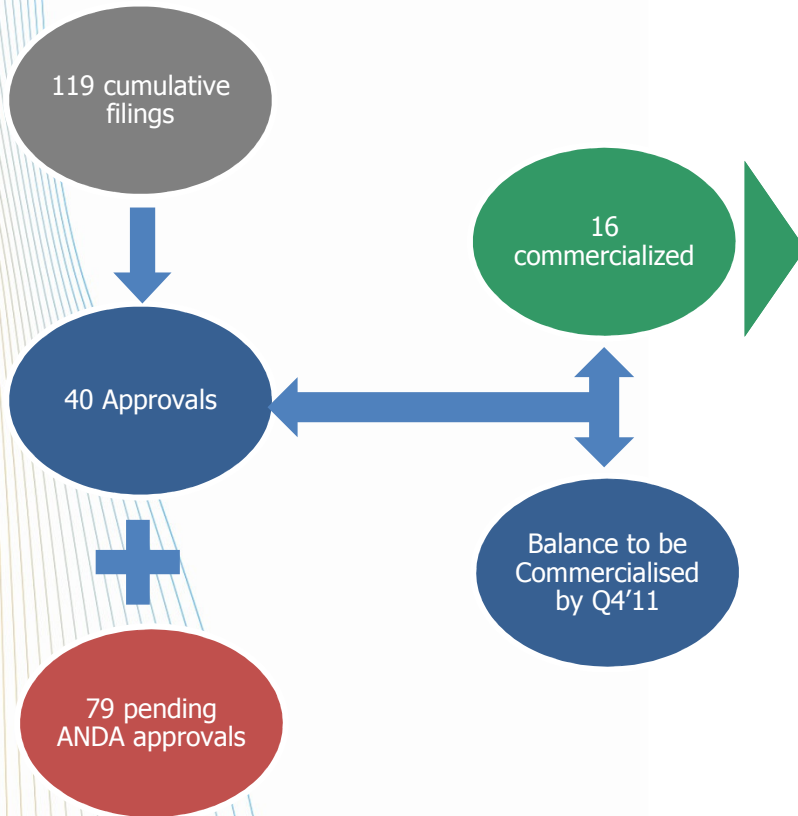 119 cumulative
filings
16
commercialized
40 Approvals
Balance to be
Commercialised
by Q4'11
79 pending
ANDA approvals